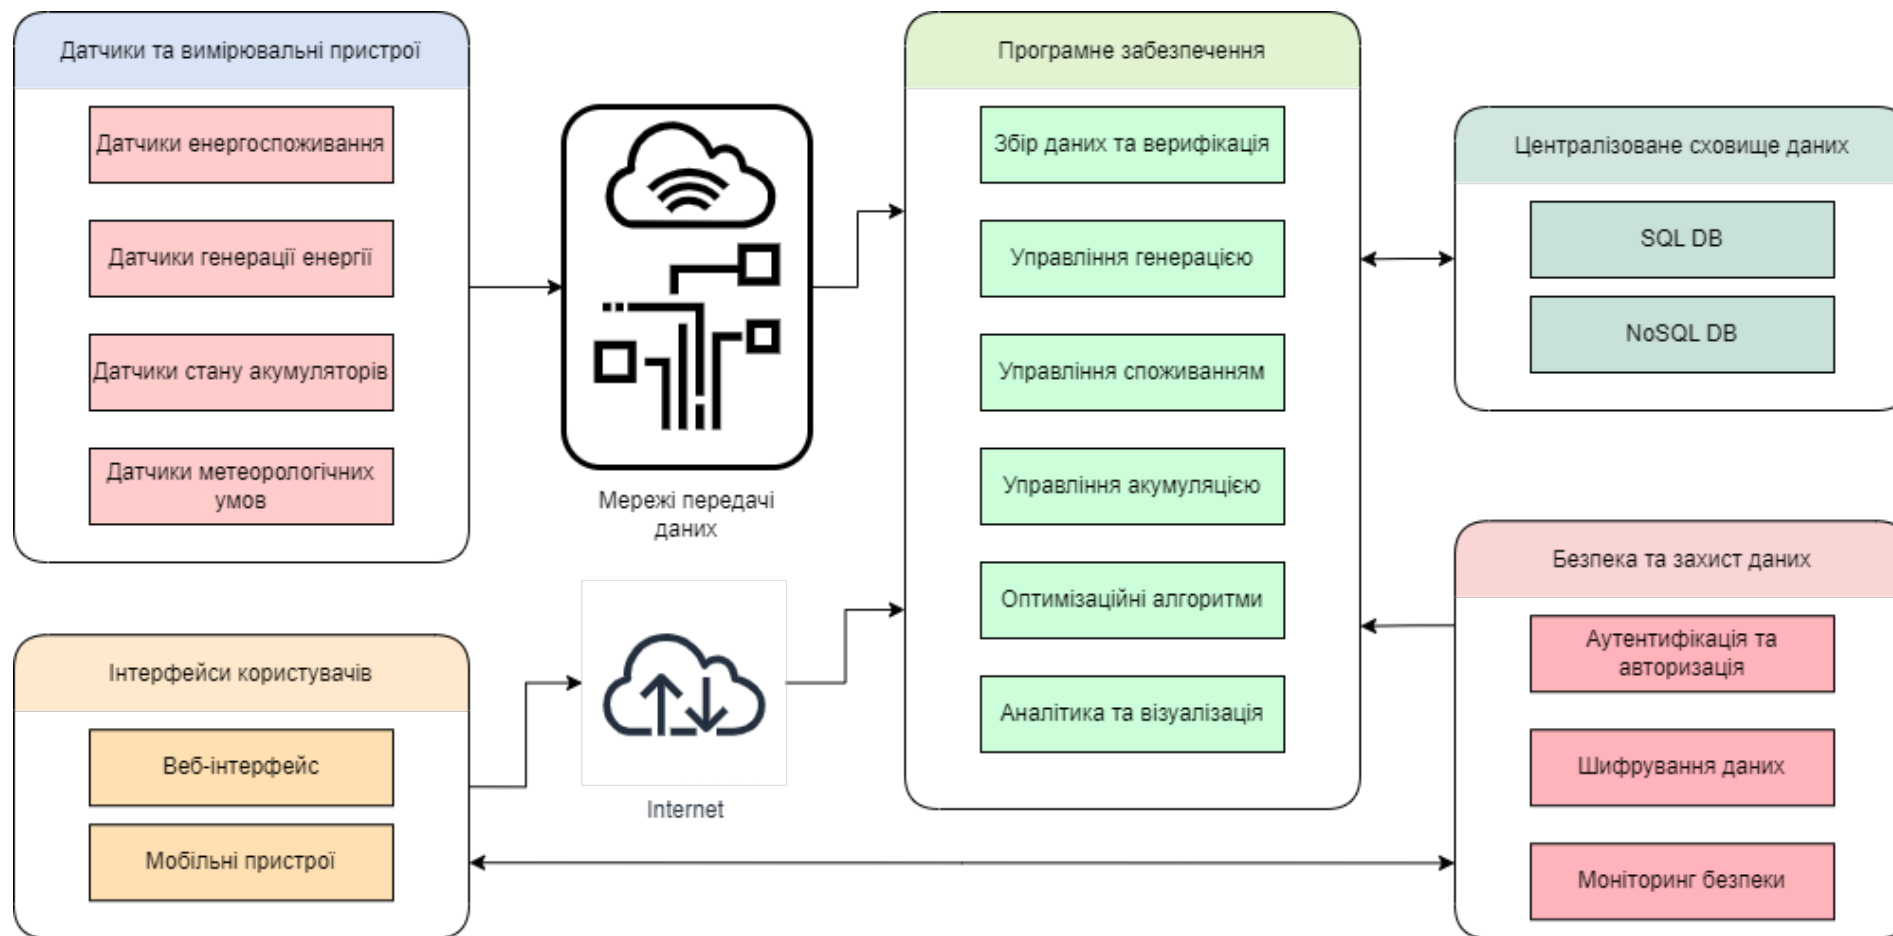 Датчики та вимірювальні пристрої
Датчики енергоспоживання
Датчики генерації енергії
Датчики стану акумуляторів
Датчики метеорологічних
умов
Мережі передачі
даних
Програмне забезпечення
Збір даних та верифікація
Управління генерацією
Управління споживанням
Управління акумуляцією
Оптимізаційні алгоритми
Аналітика та візуалізація
Централізоване сховище даних
SQL DB
NoSQL DB
Інтерфейси користувачів
Веб-інтерфейс
Мобільні пристрої
Internet
Безпека та захист даних
Аутентифікація та
авторизація
Шифрування даних
Моніторинг безпеки